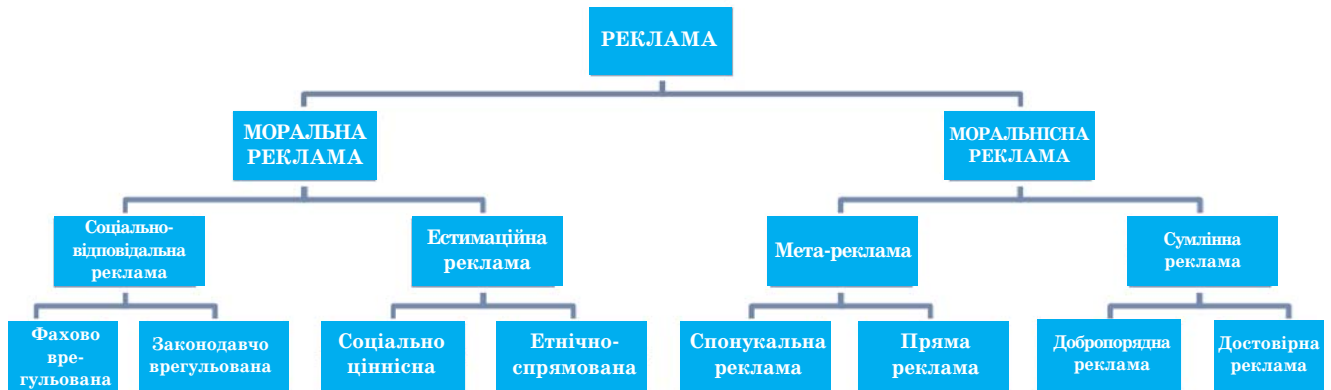 РЕКЛАМА
МОРАЛЬНА
РЕКЛАМА
МОРАЛЬНІСНА
РЕКЛАМА
Соціально-
відповідальна
реклама
Естимаційна
реклама
Мета-реклама
Сумлінна
реклама
Фахово
вре-
гульована
Законодавчо
врегульована
Соціально
ціннісна
Етнічно-
спрямована
Спонукальна
реклама
Пряма
реклама
Добропорядна
реклама
Достовірна
реклама